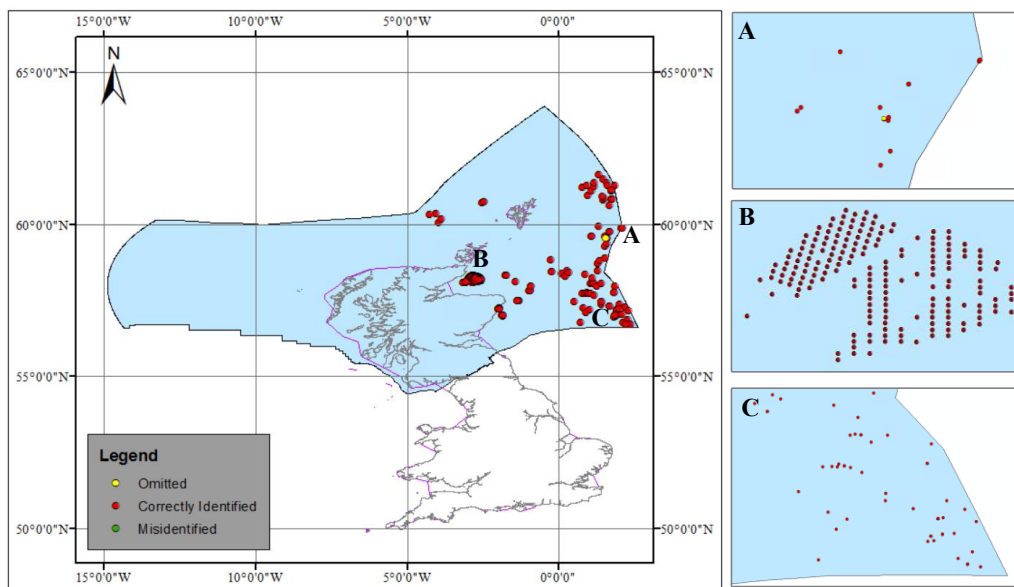 15°0'0"W 10°0'0"W 5°0'0"W 0°0'0"
N
65°0'0"N 65°0'0"N
60°0'0"N 60°0'0"N
A
B
C
55°0'0"N 55°0'0"N
50°0'0"N 50°0'0"N
15°0'0"W 10°0'0"W 5°0'0"W 0°0'0"
Legend
Omitted
Correctly Identified
Misidentified
A
B
C